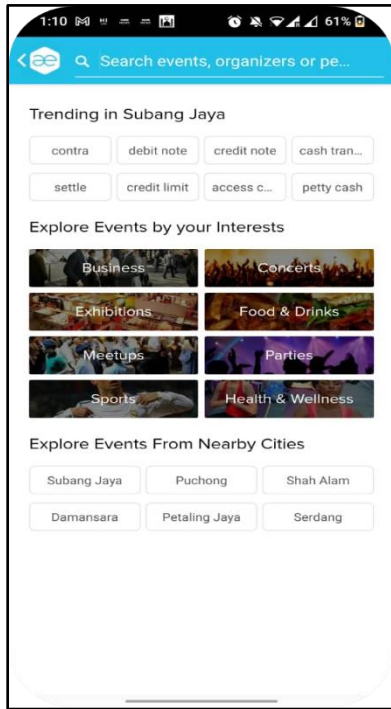 1:10 61%
æ Search events, organizers or pe...
Trending in Subang Jaya
contra debit note credit note cash tran...
settle credit limit access c... petty cash
Explore Events by your Interests
Business Concerts
Exhibitions Food & Drinks
Meetups Parties
Sports Health & Wellness
Explore Events From Nearby Cities
Subang Jaya Puchong Shah Alam
Damansara Petaling Jaya Serdang